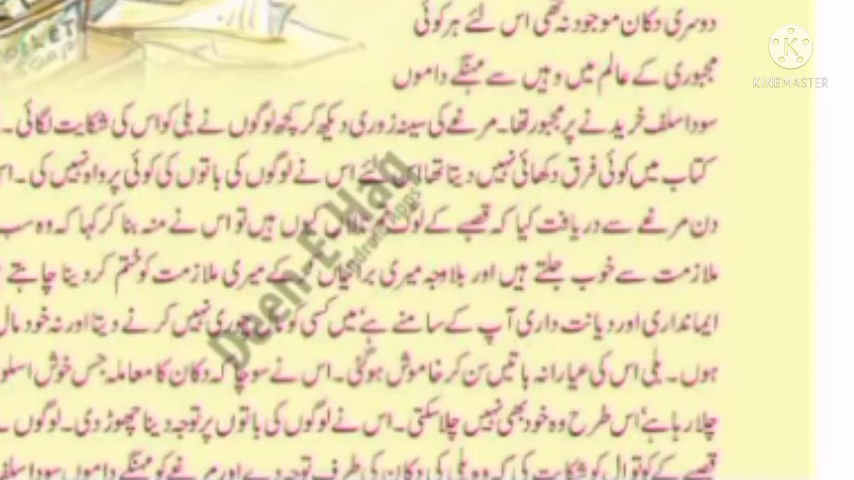 دوسری دکان موجود نہ تھی اس لئے ہر کوئی
مجبوری کے عالم میں وہیں سے مہنگے داموں
سودا سلف خریدنے پر مجبور تھا۔ مرغے کی سینہ زوری دیکھ کر کچھ لوگوں نے بلی کو اس کی شکایت لگائی۔
کتاب میں کوئی فرق دکھائی نہیں دیتا تھا اس لئے اس نے لوگوں کی باتوں کی کوئی پرواہ نہیں کی۔ اس
دن مرغے سے دریافت کیا کہ قصبے کے لوگ کیوں ہیں تو اس نے منہ بنا کر کہا کہ وہ سب
ملازمت سے خوب جلتے ہیں اور بلاوجہ میری برائیاں کے میری ملازمت کو ختم کر دینا چاہتے
ایمانداری اور دیانت داری آپ کے سامنے ہے میں کسی کو چوری نہیں کرنے دیتا اور نہ خود مال
ہوں۔ بلی اس کی عیارانہ باتیں سن کر خاموش ہو گئی۔ اس نے سوچا کہ دکان کا معاملہ جس خوش اسلو
چلا رہا ہے اس طرح وہ خود بھی نہیں چلا سکتی۔ اس نے لوگوں کی باتوں پر توجہ دینا چھوڑ دی۔ لوگوں نے
قصبے کے کوتوال کو شکایت کی کہ وہ بلی کی دکان کی طرف توجہ دے اور مرغے کو مہنگے داموں سودا سلف
Deen-E-Haq
Android Apps
KINEMASTER